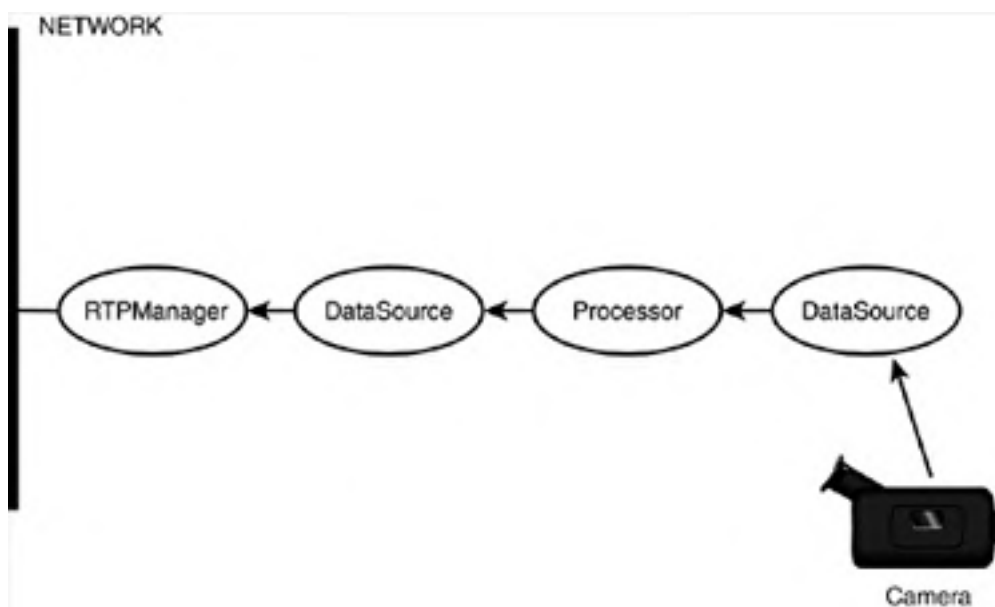 NETWORK
RTPManager
DataSource
Processor
DataSource
Camera